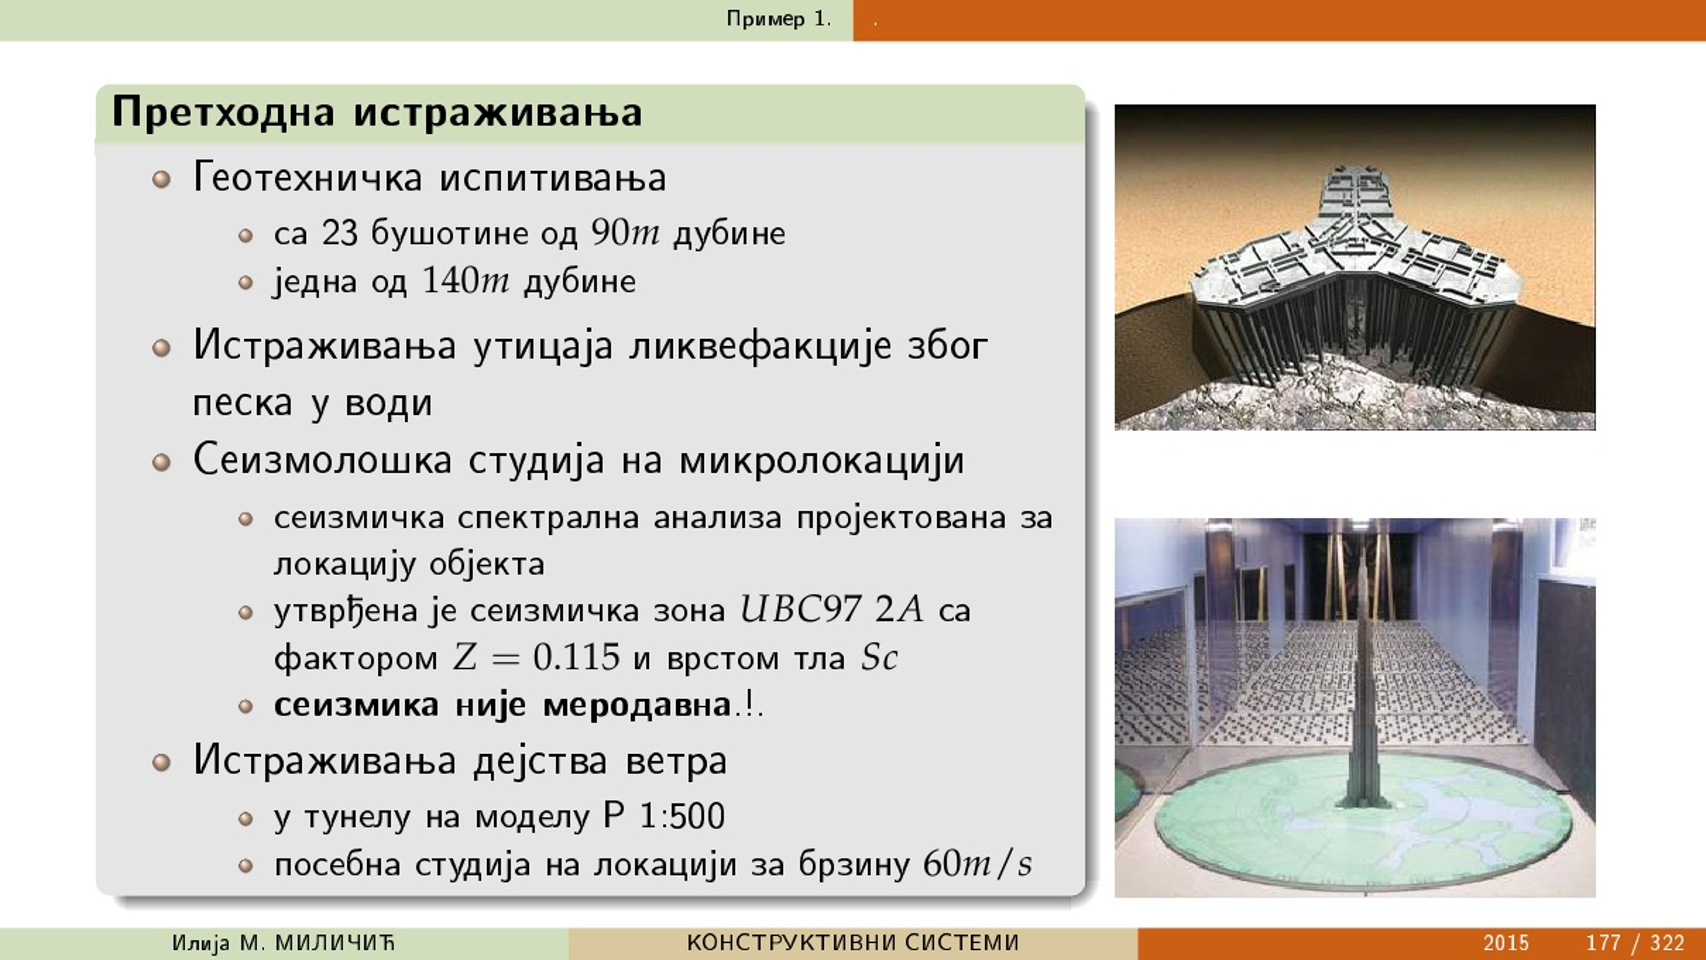 Пример 1.
.
Претходна истраживања
Геотехничка испитивања
са 23 бушотине од 90m дубине
једна од 140m дубине
Истраживања утицаја ликвефакције због
песка у води
Сеизмолошка студија на микролокацији
сеизмичка спектрална анализа пројектована за
локацију објекта
утврђена је сеизмичка зона UBC97 2A са
фактором Z = 0.115 и врстом тла Sc
сеизмика није меродавна.!.
Истраживања дејства ветра
у тунелу на моделу Р 1:500
посебна студија на локацији за брзину 60m/s
Илија М. МИЛИЧИЋ
КОНСТРУКТИВНИ СИСТЕМИ
2015
177 / 322